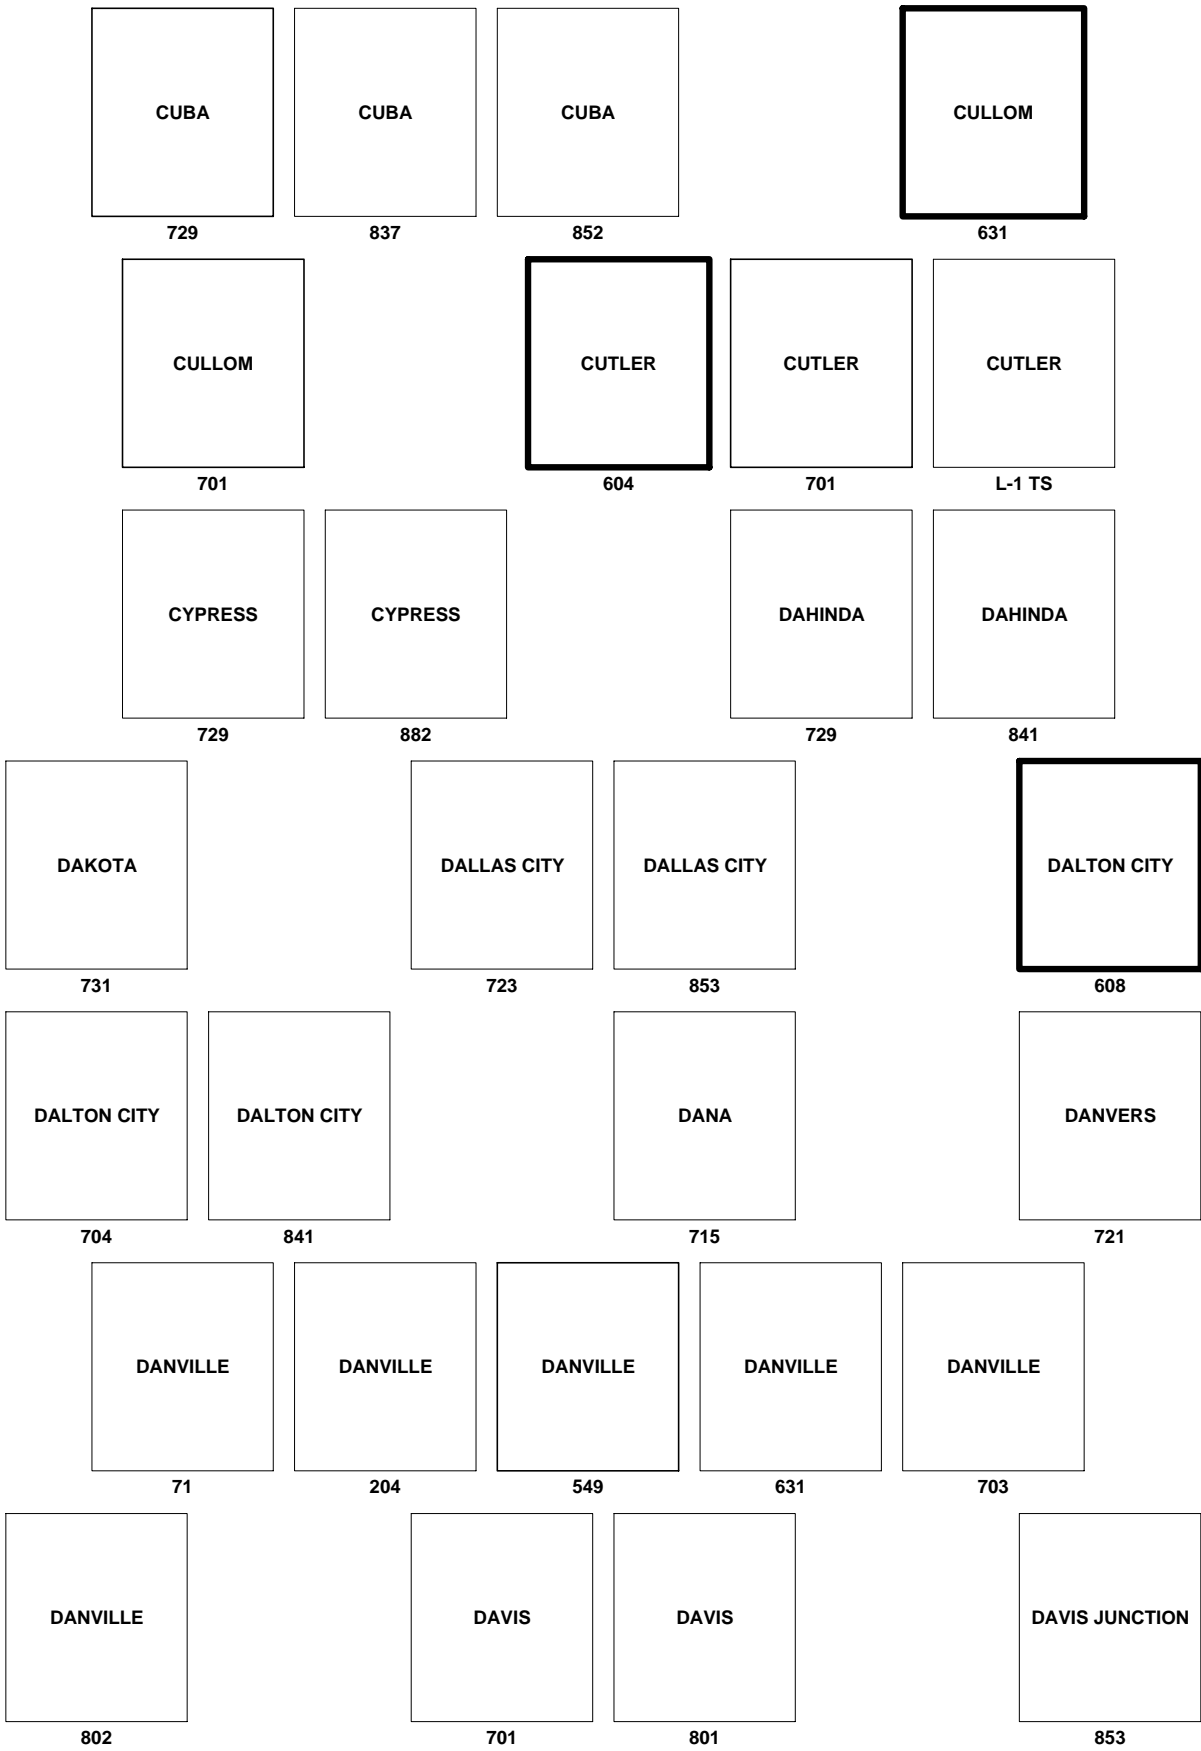 CUBA CUBA CUBA CULLOM
729 837 852 631
CULLOM CUTLER CUTLER CUTLER
701 604 701 L-1 TS
CYPRESS CYPRESS DAHINDA DAHINDA
729 882 729 841
DAKOTA DALLAS CITY DALLAS CITY DALTON CITY
731 723 853 608
DALTON CITY DALTON CITY DANA DANVERS
704 841 715 721
DANVILLE DANVILLE DANVILLE DANVILLE DANVILLE
71 204 549 631 703
DANVILLE DAVIS DAVIS DAVIS JUNCTION
802 701 801 853